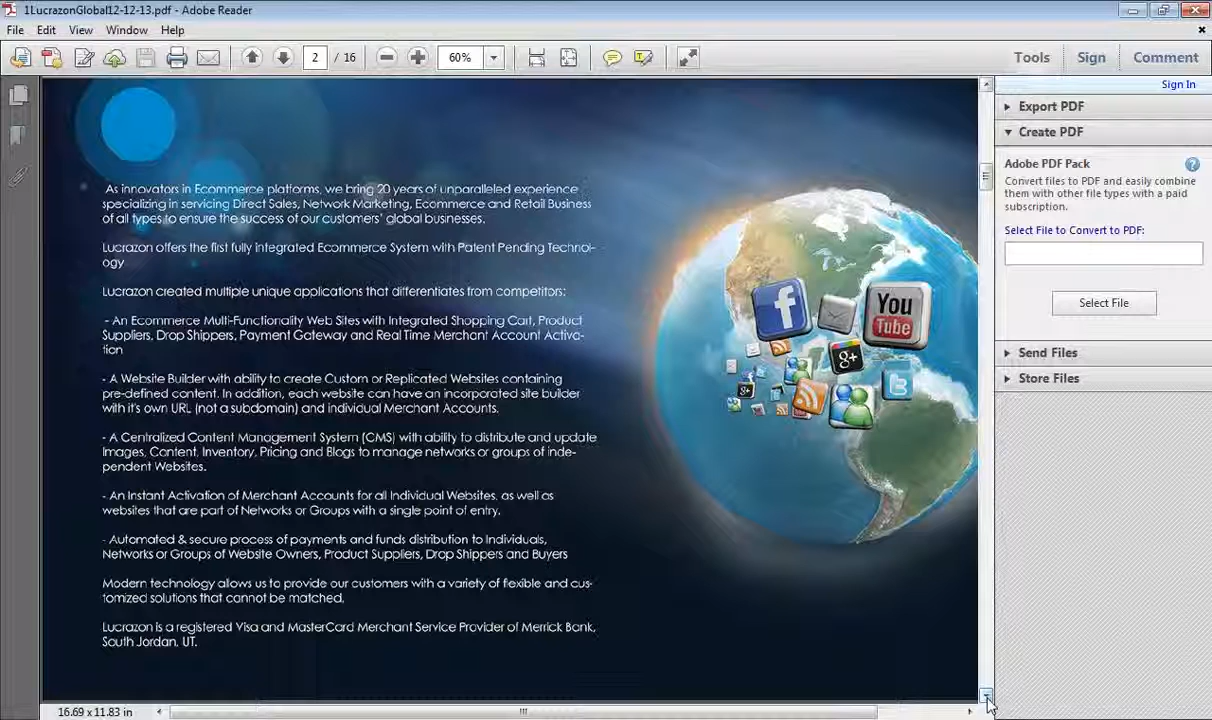 1LucrazonGlobal12-12-13.pdf - Adobe Reader
File Edit View Window Help
2 / 16 60% Tools Sign Comment
Sign In
Export PDF
Create PDF
Adobe PDF Pack
Convert files to PDF and easily combine
them with other file types with a paid
subscription.
Select File to Convert to PDF:
Select File
Send Files
Store Files
As innovators in Ecommerce platforms, we bring 20 years of unparalleled experience
specializing in servicing Direct Sales, Network Marketing, Ecommerce and Retail Business
of all types to ensure the success of our customers' global businesses.
Lucrazon offers the first fully integrated Ecommerce System with Patent Pending Technol-
ogy
Lucrazon created multiple unique applications that differentiates from competitors:
- An Ecommerce Multi-Functionality Web Sites with Integrated Shopping Cart, Product
Suppliers, Drop Shippers, Payment Gateway and Real Time Merchant Account Activa-
tion
- A Website Builder with ability to create Custom or Replicated Websites containing
pre-defined content. In addition, each website can have an incorporated site builder
with it's own URL (not a subdomain) and individual Merchant Accounts.
- A Centralized Content Management System (CMS) with ability to distribute and update
Images, Content, Inventory, Pricing and Blogs to manage networks or groups of inde-
pendent Websites.
- An Instant Activation of Merchant Accounts for all Individual Websites, as well as
websites that are part of Networks or Groups with a single point of entry.
- Automated & secure process of payments and funds distribution to Individuals,
Networks or Groups of Website Owners, Product Suppliers, Drop Shippers and Buyers
Modern technology allows us to provide our customers with a variety of flexible and cus-
tomized solutions that cannot be matched.
Lucrazon is a registered Visa and MasterCard Merchant Service Provider of Merrick Bank,
South Jordan, UT.
f
You
Tube
g+
g+
t
16.69 x 11.83 in